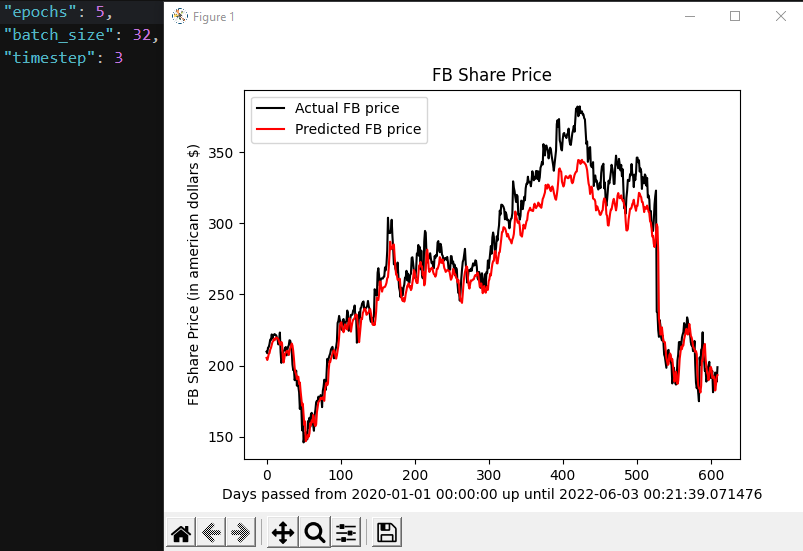 "epochs": 5,
"batch_size": 32,
"timestep": 3
Figure 1
FB Share Price
Actual FB price
Predicted FB price
FB Share Price (in american dollars $)
350
300
250
200
150
0 100 200 300 400 500 600
Days passed from 2020-01-01 00:00:00 up until 2022-06-03 00:21:39.071476